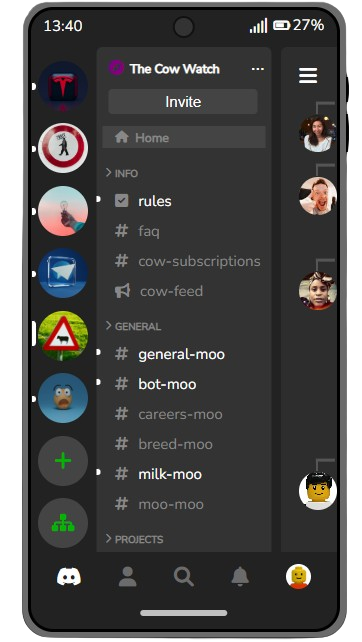 13:40
27%
The Cow Watch
Invite
Home
INFO
rules
faq
cow-subscriptions
cow-feed
GENERAL
general-moo
bot-moo
careers-moo
breed-moo
milk-moo
moo-moo
PROJECTS